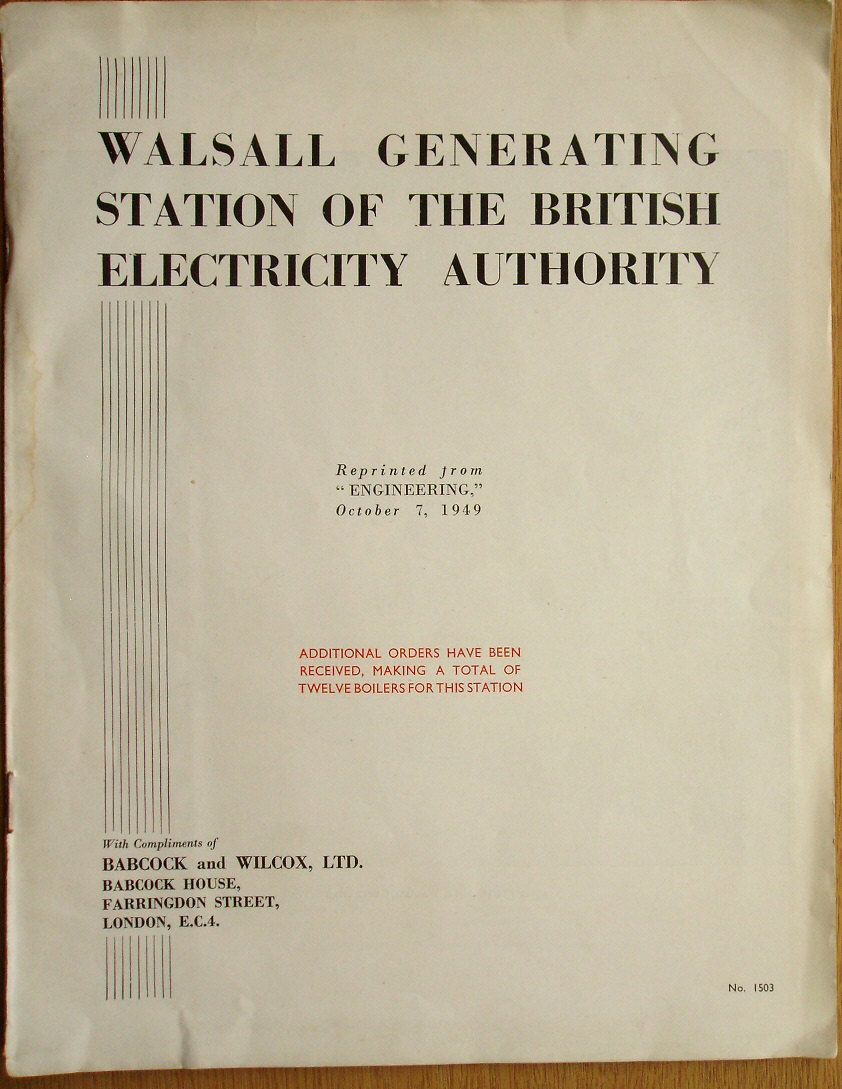 WALSALL GENERATING
STATION OF THE BRITISH
ELECTRICITY AUTHORITY
Reprinted from
“ ENGINEERING,”
October 7, 1949
ADDITIONAL ORDERS HAVE BEEN
RECEIVED, MAKING A TOTAL OF
TWELVE BOILERS FOR THIS STATION
With Compliments of
BABCOCK and WILCOX, LTD.
BABCOCK HOUSE,
FARRINGDON STREET,
LONDON, E.C.4.
No. 1503